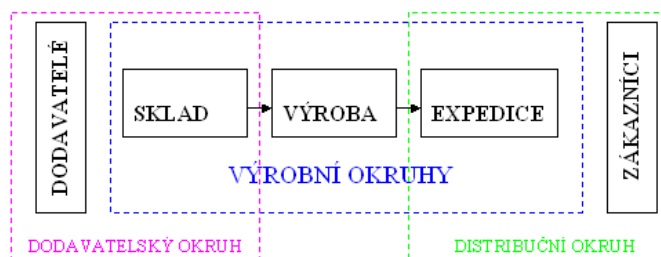 DODAVATELÉ
SKLAD
VÝROBA
EXPEDICE
ZÁKAZNÍCI
VÝROBNÍ OKRUHY
DODAVATELSKÝ OKRUH
DISTRIBUČNÍ OKRUH